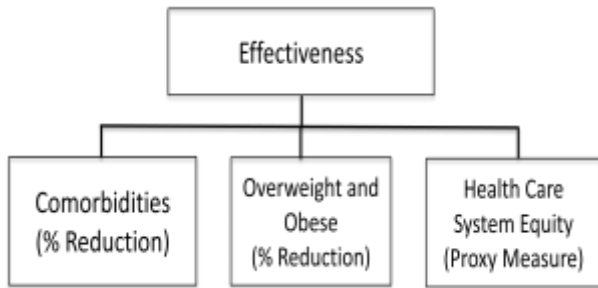 Effectiveness
Comorbidities
(% Reduction)
Overweight and
Obese
(% Reduction)
Health Care
System Equity
(Proxy Measure)